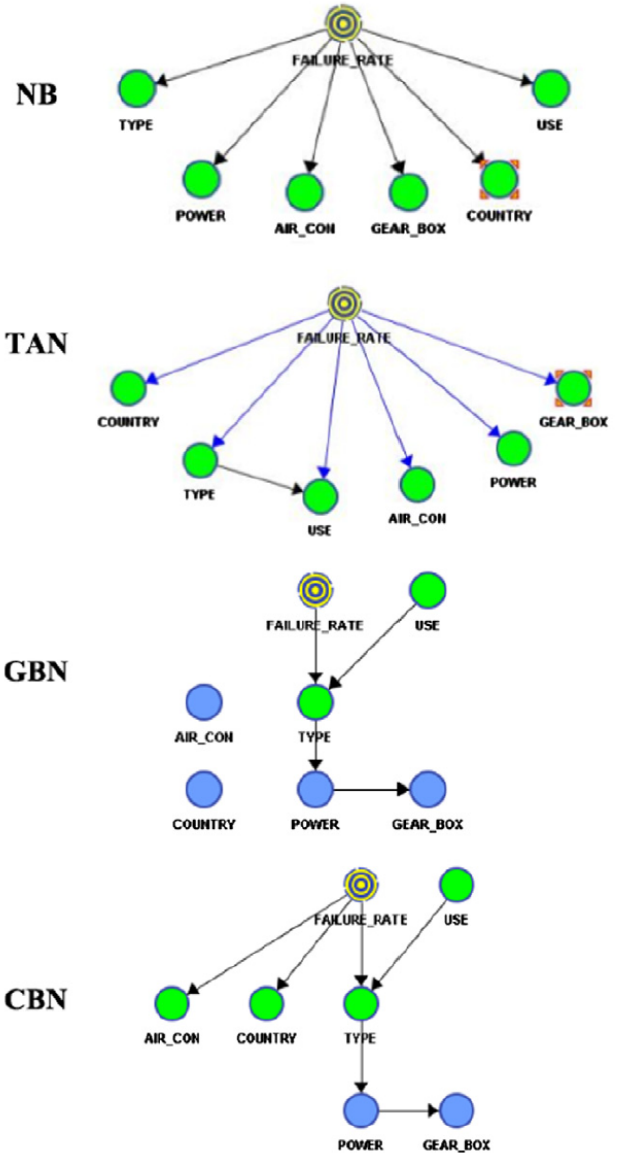 FAILURE_RATE
NB
TYPE
USE
POWER
AIR_CON
GEAR_BOX
COUNTRY
TAN
FAILURE_RATE
COUNTRY
GEAR_BOX
TYPE
POWER
USE
AIR_CON
FAILURE_RATE
USE
GBN
AIR_CON
TYPE
COUNTRY
POWER
GEAR_BOX
FAILURE_RATE
USE
CBN
AIR_CON
COUNTRY
TYPE
POWER
GEAR_BOX